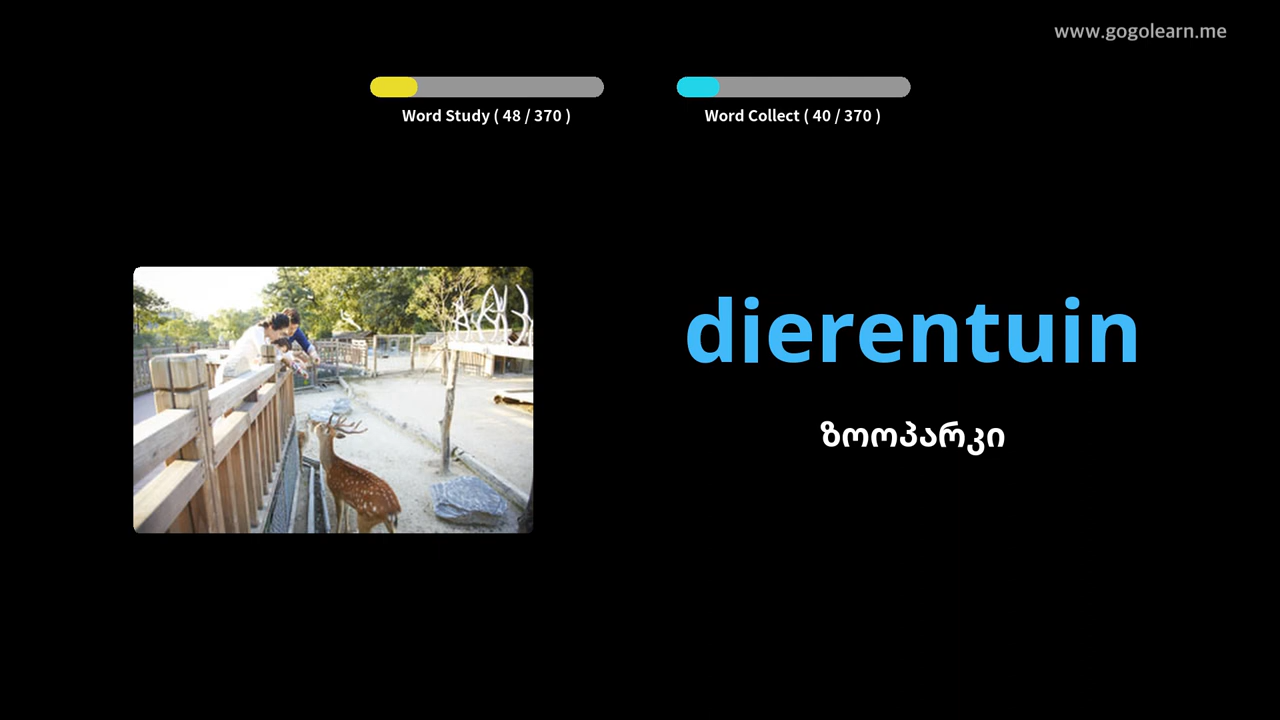 www.gogolearn.me
Word Study ( 48 / 370 )
Word Collect ( 40 / 370 )
dierentuin
ზოოპარკი